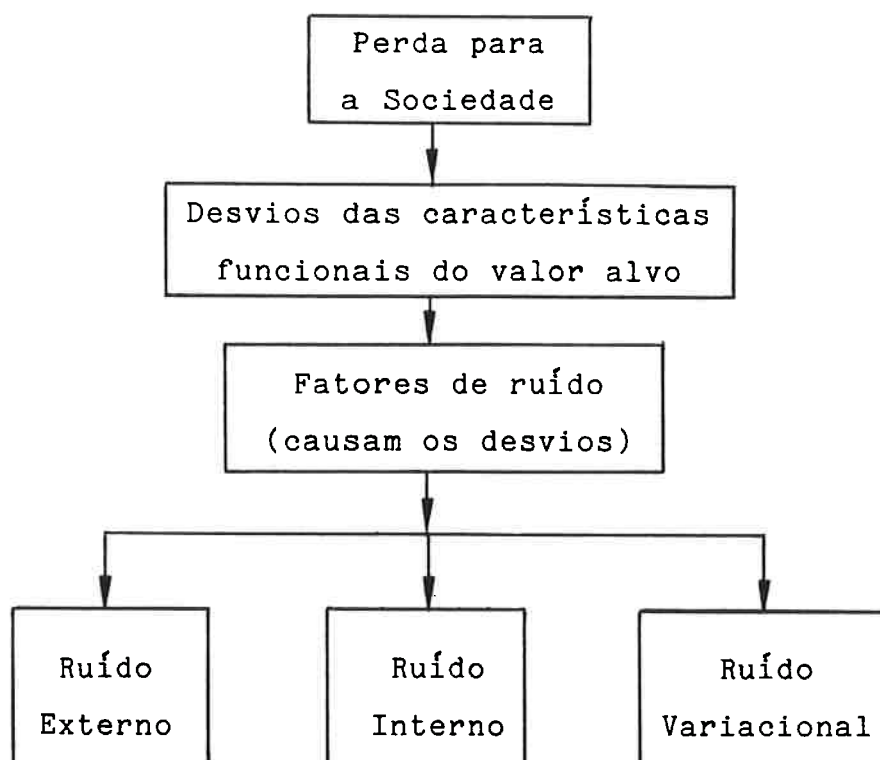 Perda para
a Sociedade
Desvios das características
funcionais do valor alvo
Fatores de ruído
(causam os desvios)
Ruído
Externo
Ruído
Interno
Ruído
Variacional